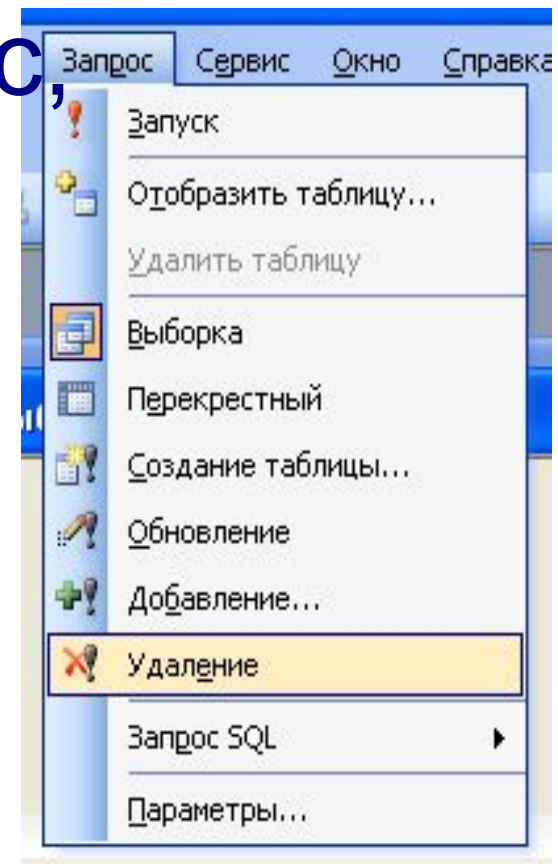 с,
Запрос Сервис Окно Справка
Запуск
Отобразить таблицу...
Удалить таблицу
Выборка
Перекрестный
Создание таблицы...
Обновление
Добавление...
Удаление
Запрос SQL
Параметры...